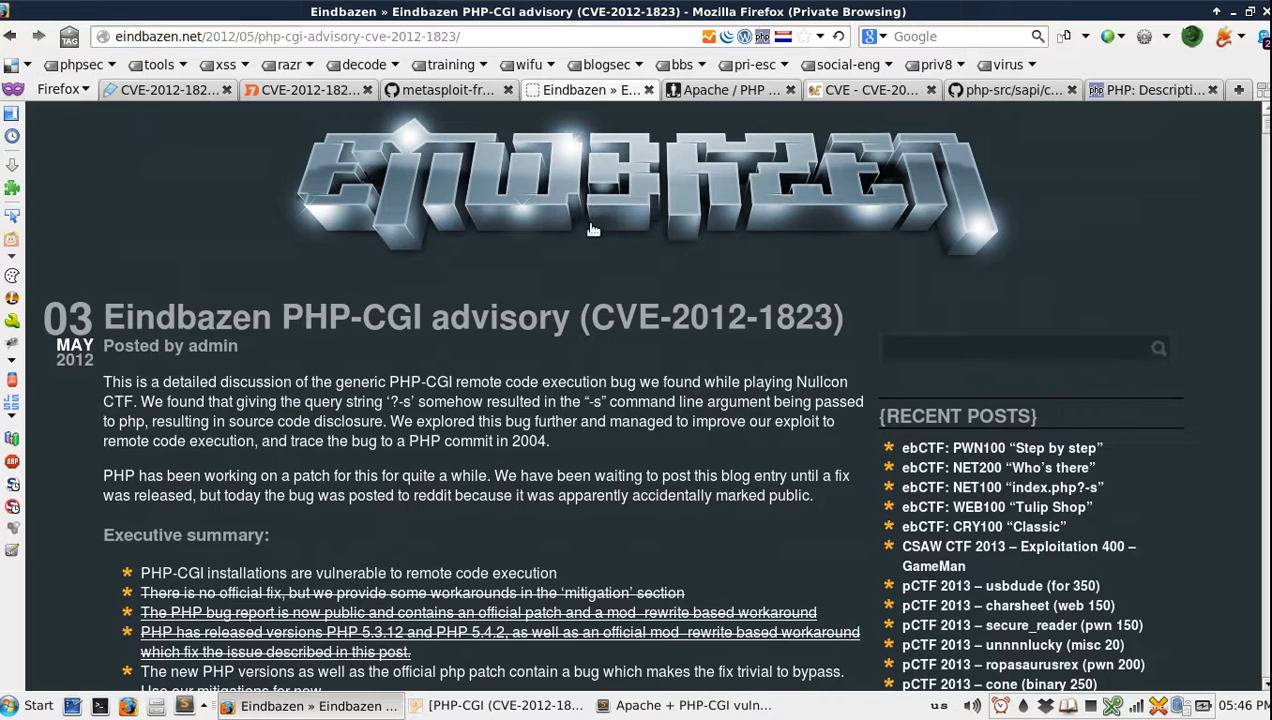 Eindbazen » Eindbazen PHP-CGI advisory (CVE-2012-1823) - Mozilla Firefox (Private Browsing)
TAG
eindbazen.net/2012/05/php-cgi-advisory-cve-2012-1823/
php
Google
2
phpsec
tools
xss
razr
decode
training
wifu
blogsec
bbs
pri-esc
social-eng
priv8
virus
Firefox
CVE-2012-182...
CVE-2012-182...
metasploit-fr...
Eindbazen » E...
Apache / PHP ...
CVE - CVE-20...
php-src/sapi/c...
php
PHP: Descripti...
EINDBAZEN
03
MAY
2012
Eindbazen PHP-CGI advisory (CVE-2012-1823)
Posted by admin
This is a detailed discussion of the generic PHP-CGI remote code execution bug we found while playing Nullcon
CTF. We found that giving the query string ‘?-s’ somehow resulted in the “-s” command line argument being passed
to php, resulting in source code disclosure. We explored this bug further and managed to improve our exploit to
remote code execution, and trace the bug to a PHP commit in 2004.
PHP has been working on a patch for this for quite a while. We have been waiting to post this blog entry until a fix
was released, but today the bug was posted to reddit because it was apparently accidentally marked public.
Executive summary:
PHP-CGI installations are vulnerable to remote code execution
There is no official fix, but we provide some workarounds in the ‘mitigation’ section
The PHP bug report is now public and contains an official patch and a mod_rewrite based workaround
PHP has released versions PHP 5.3.12 and PHP 5.4.2, as well as an official mod_rewrite based workaround
which fix the issue described in this post.
The new PHP versions as well as the official php patch contain a bug which makes the fix trivial to bypass.
Use our mitigations for now
{RECENT POSTS}
ebCTF: PWN100 “Step by step”
ebCTF: NET200 “Who’s there”
ebCTF: NET100 “index.php?-s”
ebCTF: WEB100 “Tulip Shop”
ebCTF: CRY100 “Classic”
CSAW CTF 2013 – Exploitation 400 –
GameMan
pCTF 2013 – usbdude (for 350)
pCTF 2013 – charsheet (web 150)
pCTF 2013 – secure_reader (pwn 150)
pCTF 2013 – unnnnlucky (misc 20)
pCTF 2013 – ropasaurusrex (pwn 200)
pCTF 2013 – cone (binary 250)
ABP
Start
Eindbazen » Eindbazen ...
[PHP-CGI (CVE-2012-18...
Apache + PHP-CGI vuln...
us
05:46 PM